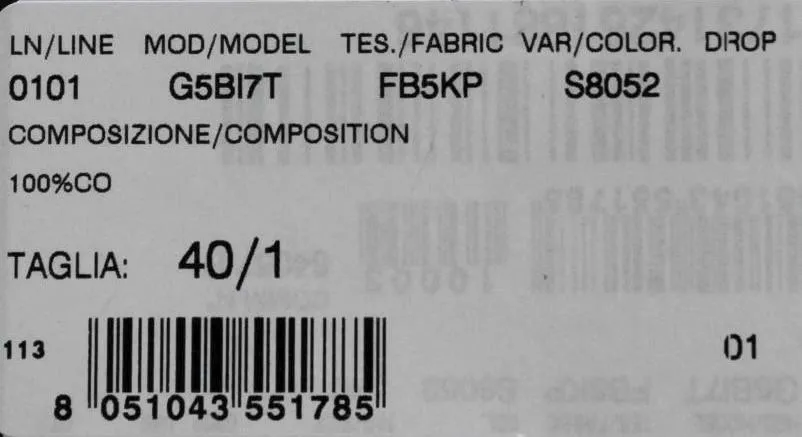 LN/LINE MOD/MODEL TES./FABRIC VAR/COLOR. DROP
0101 G5BI7T FB5KP S8052
COMPOSIZIONE/COMPOSITION
100%CO
TAGLIA: 40/1
113 01
8 051043 551785